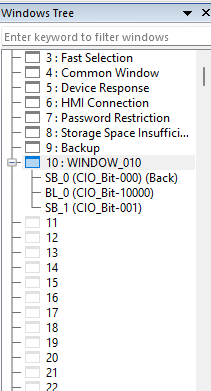 Windows Tree
Enter keyword to filter windows
3 : Fast Selection
4 : Common Window
5 : Device Response
6 : HMI Connection
7 : Password Restriction
8 : Storage Space Insuffici...
9 : Backup
10 : WINDOW_010
SB_0 (CIO_Bit-000) (Back)
BL_0 (CIO_Bit-10000)
SB_1 (CIO_Bit-001)
11
12
13
14
15
16
17
18
19
20
21
22